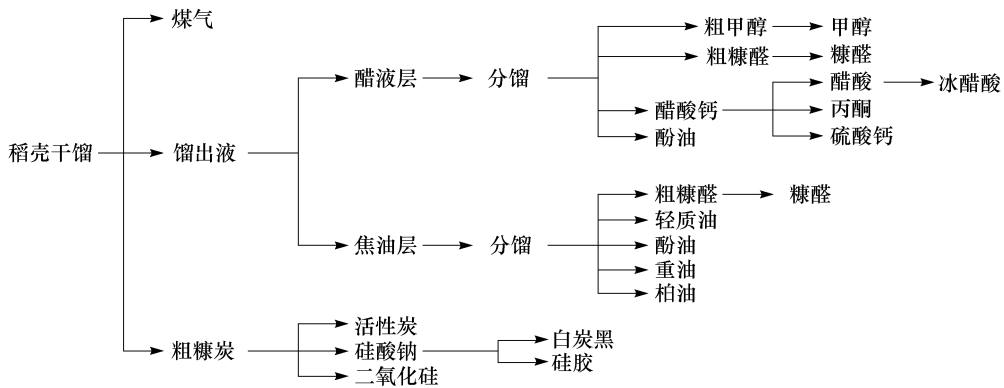 煤气
粗甲醇
甲醇
粗糠醛
糠醛
醋液层
分馏
醋酸
冰醋酸
醋酸钙
丙酮
酚油
硫酸钙
稻壳干馏
馏出液
粗糠醛
糠醛
轻质油
焦油层
分馏
酚油
重油
柏油
活性炭
粗糠炭
硅酸钠
白炭黑
硅胶
二氧化硅